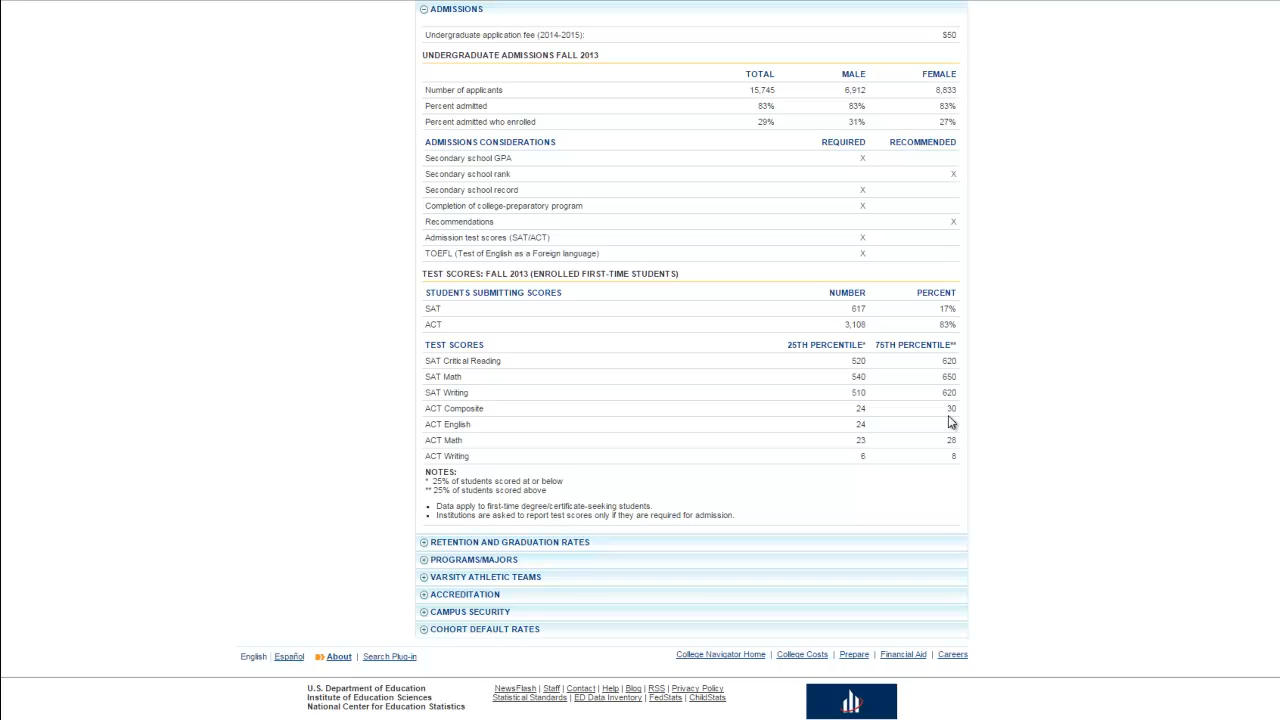 ADMISSIONS
Undergraduate application fee (2014-2015): $50
UNDERGRADUATE ADMISSIONS FALL 2013
TOTAL MALE FEMALE
Number of applicants 15,745 6,912 8,833
Percent admitted 83% 83% 83%
Percent admitted who enrolled 29% 31% 27%
ADMISSIONS CONSIDERATIONS REQUIRED RECOMMENDED
Secondary school GPA X
Secondary school rank X
Secondary school record X
Completion of college-preparatory program X
Recommendations X
Admission test scores (SAT/ACT) X
TOEFL (Test of English as a Foreign language) X
TEST SCORES: FALL 2013 (ENROLLED FIRST-TIME STUDENTS)
STUDENTS SUBMITTING SCORES NUMBER PERCENT
SAT 617 17%
ACT 3,108 83%
TEST SCORES 25TH PERCENTILE* 75TH PERCENTILE**
SAT Critical Reading 520 620
SAT Math 540 650
SAT Writing 510 620
ACT Composite 24 30
ACT English 24
ACT Math 23 28
ACT Writing 6 8
NOTES:
* 25% of students scored at or below
** 25% of students scored above
• Data apply to first-time degree/certificate-seeking students.
• Institutions are asked to report test scores only if they are required for admission.
RETENTION AND GRADUATION RATES
PROGRAMS/MAJORS
VARSITY ATHLETIC TEAMS
ACCREDITATION
CAMPUS SECURITY
COHORT DEFAULT RATES
English | Español About | Search Plug-in
College Navigator Home | College Costs | Prepare | Financial Aid | Careers
U.S. Department of Education
Institute of Education Sciences
National Center for Education Statistics
NewsFlash | Staff | Contact | Help | Blog | RSS | Privacy Policy
Statistical Standards | ED Data Inventory | FedStats | ChildStats